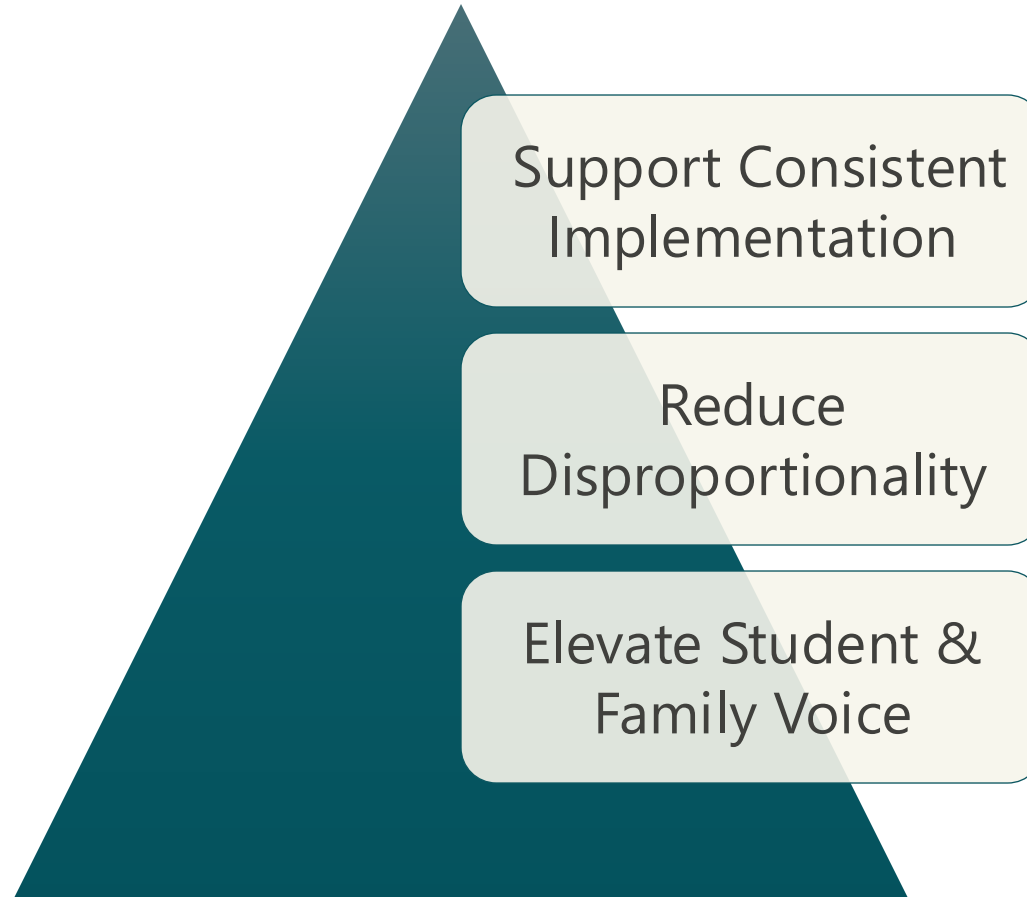 Support Consistent
Implementation
Reduce
Disproportionality
Elevate Student &
Family Voice